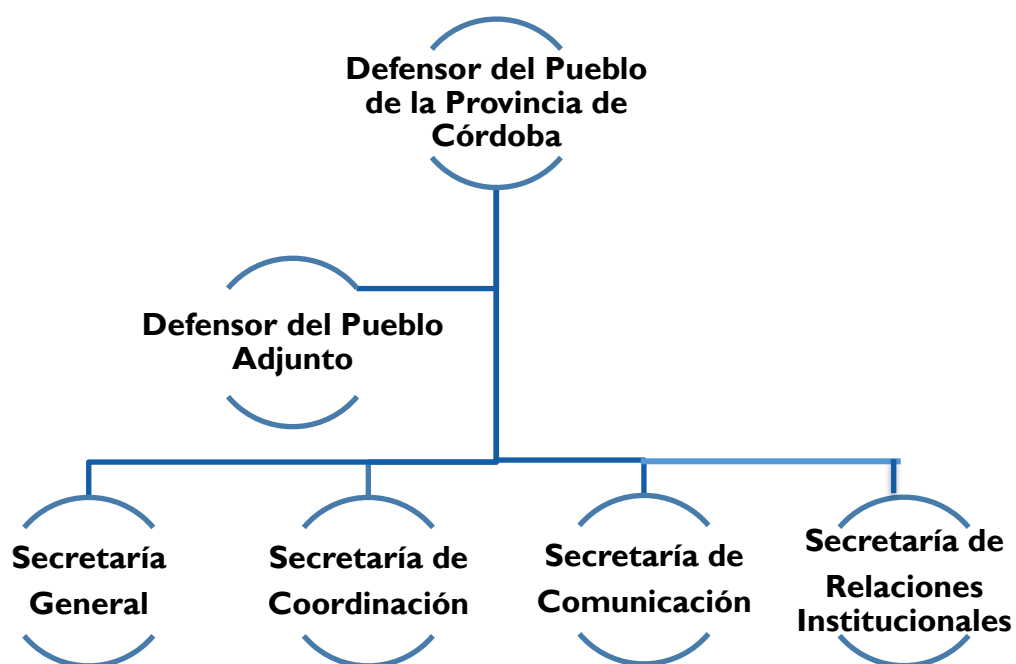 Defensor del Pueblo
de la Provincia de
Córdoba
Defensor del Pueblo
Adjunto
Secretaría
General
Secretaría de
Coordinación
Secretaría de
Comunicación
Secretaría de
Relaciones
Institucionales